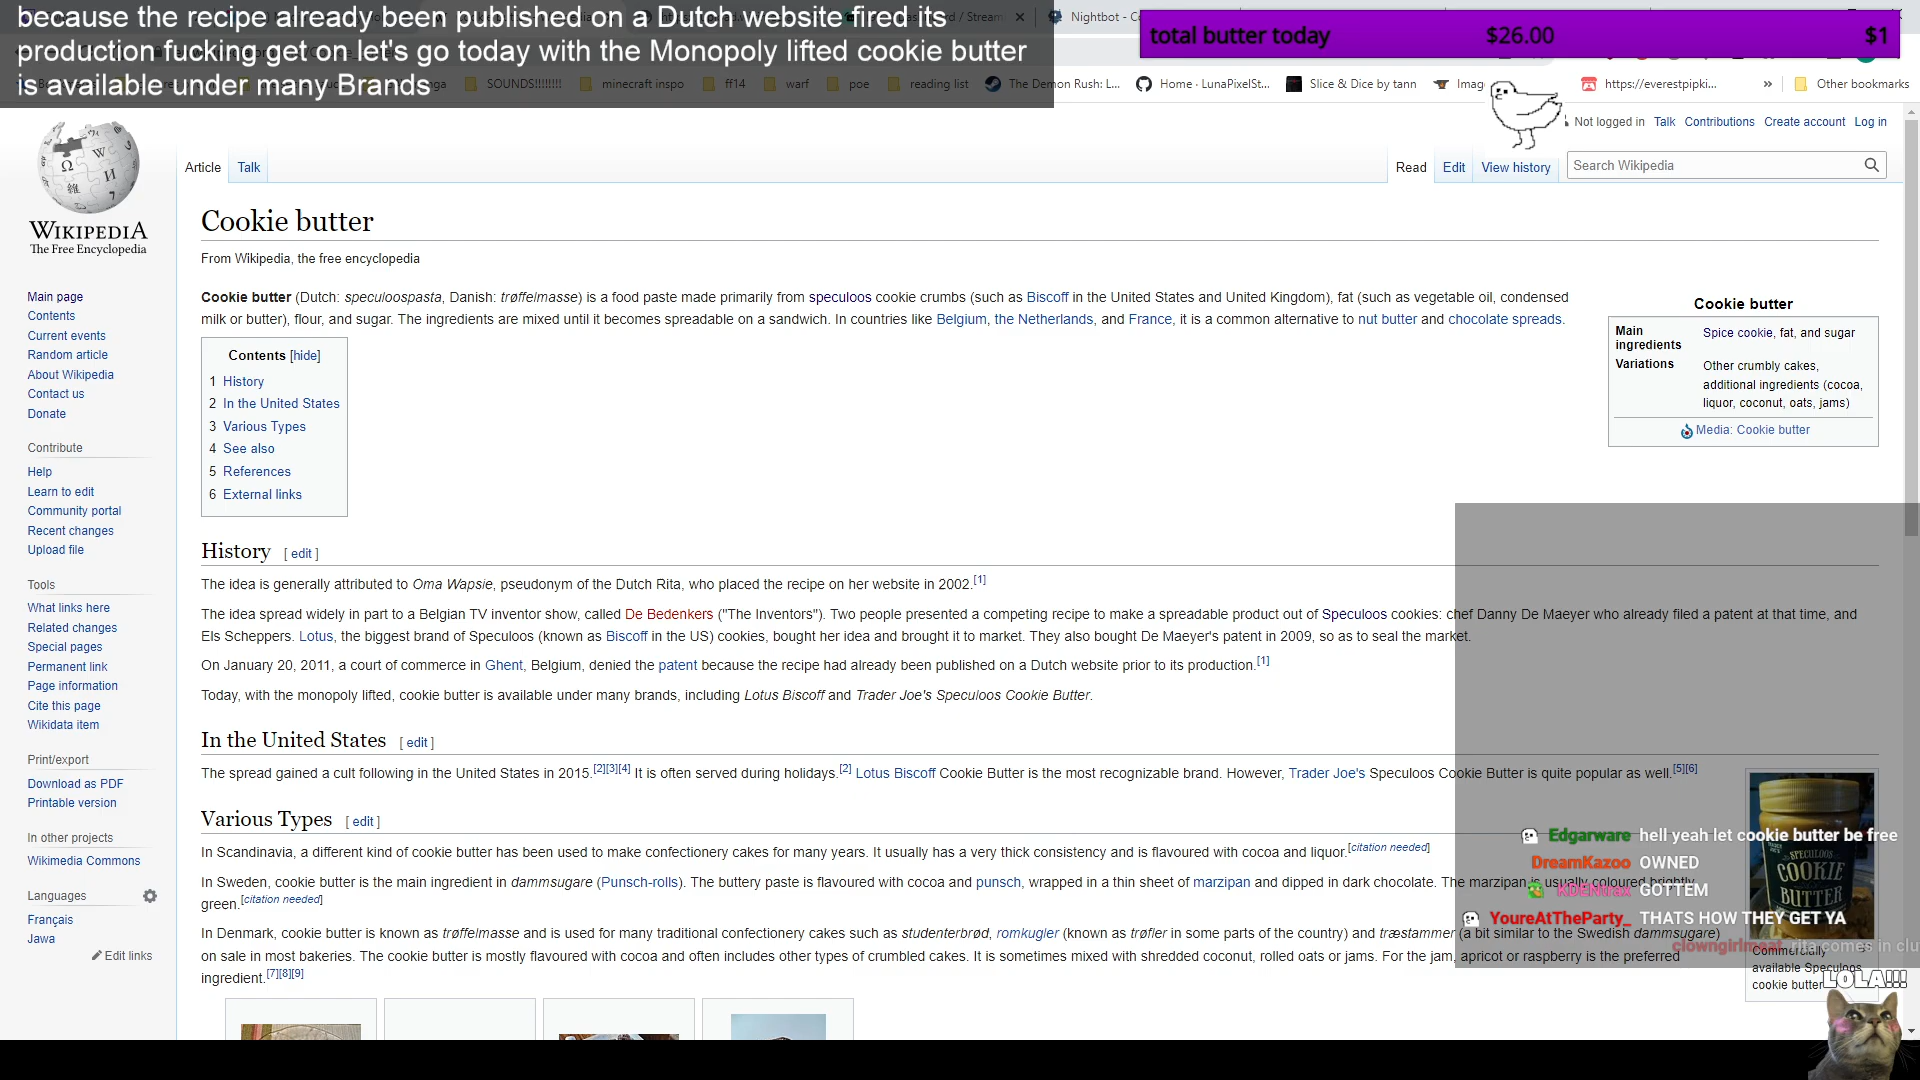 because the recipe already been published on a Dutch website fired its
production fucking get on let's go today with the Monopoly lifted cookie butter
is available under many Brands
total butter today $26.00 $1
Nightbot - C
SOUNDS!!!!!!!! minecraft inspo ff14 warf poe reading list The Demon Rush: L... Home · LunaPixelSt... Slice & Dice by tann Imag https://everestpipki... » Other bookmarks
Not logged in Talk Contributions Create account Log in
Article Talk Read Edit View history Search Wikipedia
WIKIPEDIA
The Free Encyclopedia
Main page
Contents
Current events
Random article
About Wikipedia
Contact us
Donate
Contribute
Help
Learn to edit
Community portal
Recent changes
Upload file
Tools
What links here
Related changes
Special pages
Permanent link
Page information
Cite this page
Wikidata item
Print/export
Download as PDF
Printable version
In other projects
Wikimedia Commons
Languages
Français
Jawa
Edit links
Cookie butter
From Wikipedia, the free encyclopedia
Cookie butter (Dutch: speculoospasta, Danish: trøffelmasse) is a food paste made primarily from speculoos cookie crumbs (such as Biscoff in the United States and United Kingdom), fat (such as vegetable oil, condensed
milk or butter), flour, and sugar. The ingredients are mixed until it becomes spreadable on a sandwich. In countries like Belgium, the Netherlands, and France, it is a common alternative to nut butter and chocolate spreads.
Cookie butter
Main ingredients Spice cookie, fat, and sugar
Variations Other crumbly cakes,
additional ingredients (cocoa,
liquor, coconut, oats, jams)
Media: Cookie butter
Contents [hide]
1 History
2 In the United States
3 Various Types
4 See also
5 References
6 External links
History [ edit ]
The idea is generally attributed to Oma Wapsie, pseudonym of the Dutch Rita, who placed the recipe on her website in 2002.[1]
The idea spread widely in part to a Belgian TV inventor show, called De Bedenkers ("The Inventors"). Two people presented a competing recipe to make a spreadable product out of Speculoos cookies: chef Danny De Maeyer who already filed a patent at that time, and
Els Scheppers. Lotus, the biggest brand of Speculoos (known as Biscoff in the US) cookies, bought her idea and brought it to market. They also bought De Maeyer's patent in 2009, so as to seal the market.
On January 20, 2011, a court of commerce in Ghent, Belgium, denied the patent because the recipe had already been published on a Dutch website prior to its production.[1]
Today, with the monopoly lifted, cookie butter is available under many brands, including Lotus Biscoff and Trader Joe's Speculoos Cookie Butter.
In the United States [ edit ]
The spread gained a cult following in the United States in 2015.[2][3][4] It is often served during holidays.[2] Lotus Biscoff Cookie Butter is the most recognizable brand. However, Trader Joe's Speculoos Cookie Butter is quite popular as well.[5][6]
Various Types [ edit ]
In Scandinavia, a different kind of cookie butter has been used to make confectionery cakes for many years. It usually has a very thick consistency and is flavoured with cocoa and liquor.[citation needed]
In Sweden, cookie butter is the main ingredient in dammsugare (Punsch-rolls). The buttery paste is flavoured with cocoa and punsch, wrapped in a thin sheet of marzipan and dipped in dark chocolate. The marzipan is usually coloured brightly
green.[citation needed]
In Denmark, cookie butter is known as trøffelmasse and is used for many traditional confectionery cakes such as studenterbrød, romkugler (known as trøfler in some parts of the country) and træstammer (a bit similar to the Swedish dammsugare)
on sale in most bakeries. The cookie butter is mostly flavoured with cocoa and often includes other types of crumbled cakes. It is sometimes mixed with shredded coconut, rolled oats or jams. For the jam, apricot or raspberry is the preferred
ingredient.[7][8][9]
SPECULOOS
COOKIE
BUTTER
Commercially
available Speculoos
cookie butter
Edgarware hell yeah let cookie butter be free
DreamKazoo OWNED
GOTTEM
YoureAtTheParty_ THATS HOW THEY GET YA
clowngirlmeat rita comes in clu
LOLA!!!